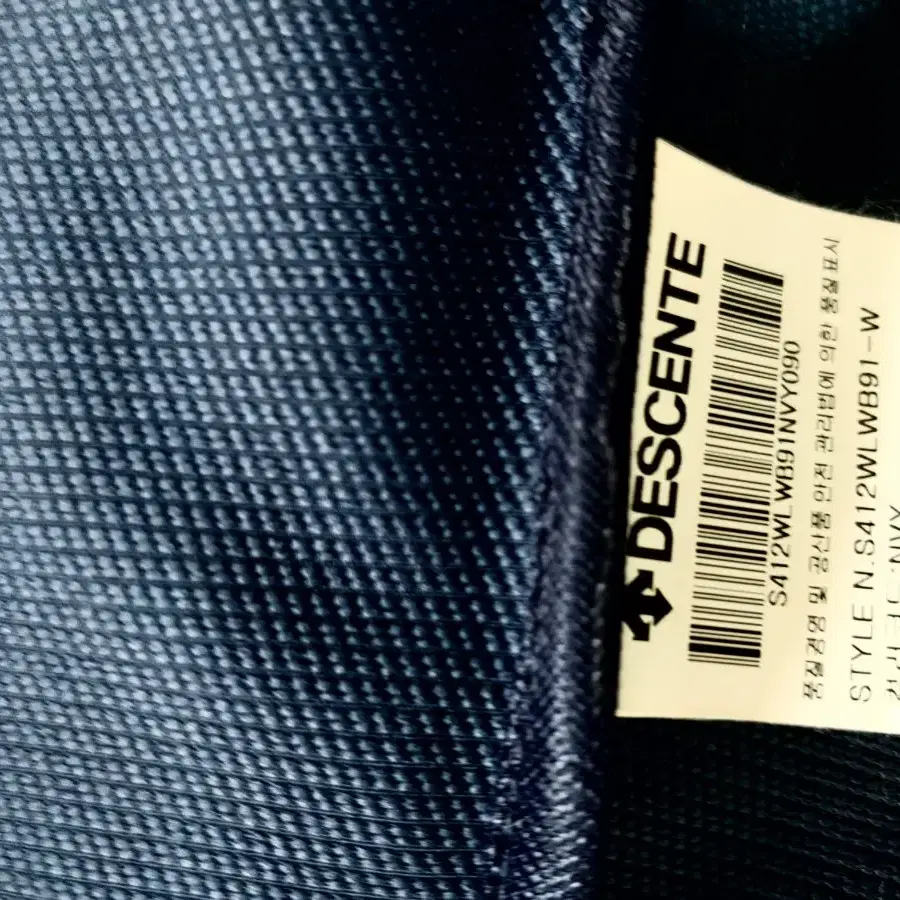 DESCENTE
S412WLWB91NVY090
품질경영 및 공산품 안전 관리법에 의한 품질표시
STYLE N.S412WLWB91-W
:NVY